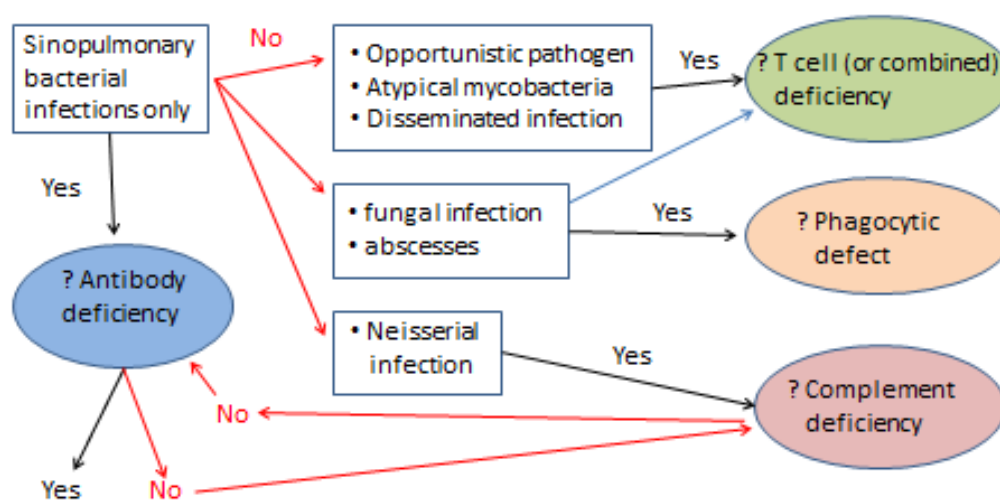 Sinopulmonary
bacterial
infections only
No
• Opportunistic pathogen
• Atypical mycobacteria
• Disseminated infection
Yes
? T cell (or combined)
deficiency
Yes
• fungal infection
• abscesses
Yes
? Phagocytic
defect
? Antibody
deficiency
• Neisserial
infection
Yes
? Complement
deficiency
No
No
Yes